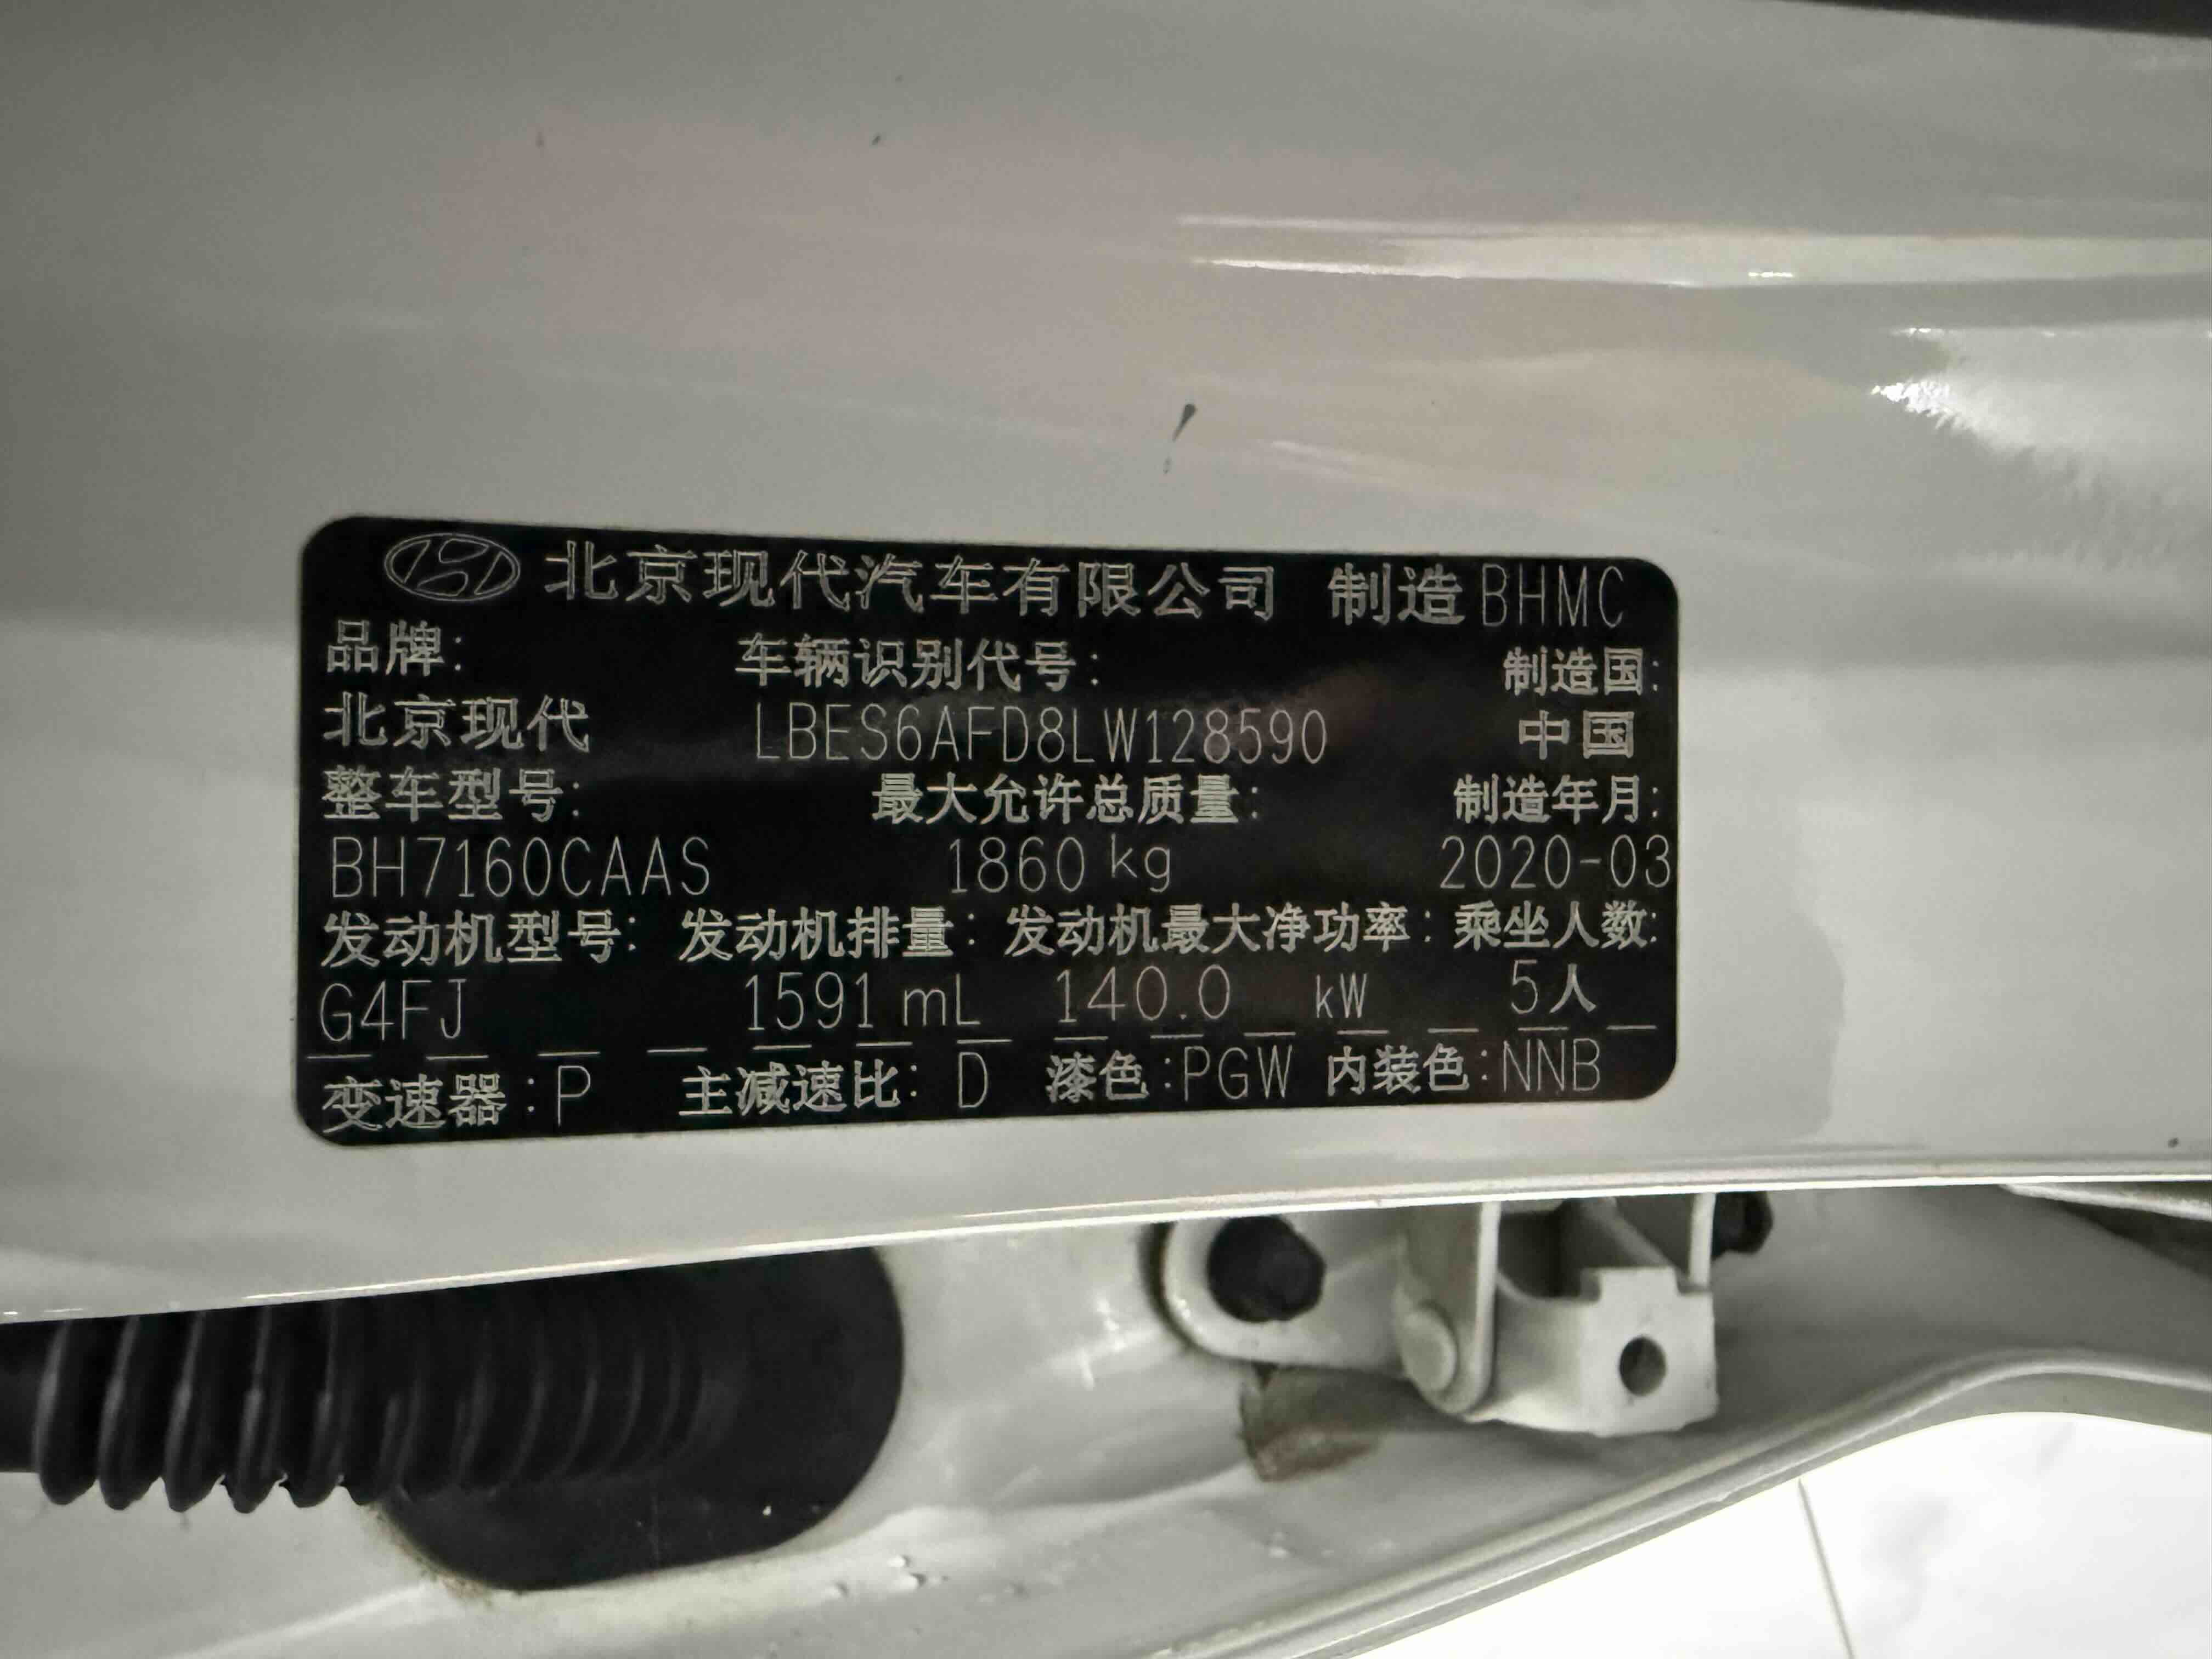 北京现代汽车有限公司 制造BHMC
品牌: 车辆识别代号: 制造国:
北京现代 LBES6AFD8LW128590 中国
整车型号: 最大允许总质量: 制造年月:
BH7160CAAS 1860 kg 2020-03
发动机型号: 发动机排量: 发动机最大净功率: 乘坐人数:
G4FJ 1591 mL 140.0 kW 5人
变速器:P 主减速比: D 漆色:PGW 内装色:NNB